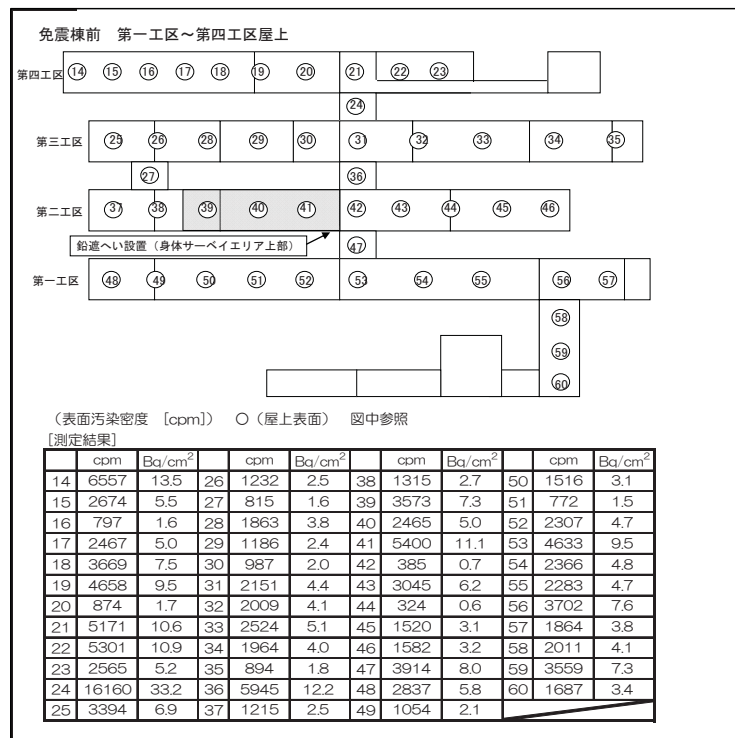 免震棟前 第一工区～第四工区屋上
第四工区 ⑭ ⑮ ⑯ ⑰ ⑱ ⑲ ⑳ ㉑ ㉒ ㉓
㉔
第三工区 ㉕ ㉖ ㉘ ㉙ ㉚ ㉛ ㉜ ㉝ ㉞ ㉟
㉗ ㊱
第二工区 ㊲ ㊳ ㊴ ㊵ ㊶ ㊷ ㊸ ㊹ ㊺ ㊻
鉛遮へい設置（身体サーベイエリア上部） ㊼
第一工区 ㊽ ㊾ ㊿ 51 52 53 54 55 56 57
58
59
60
（表面汚染密度 [cpm]） ○（屋上表面） 図中参照
[測定結果]
cpm Bq/cm² cpm Bq/cm² cpm Bq/cm² cpm Bq/cm²
14 6557 13.5 26 1232 2.5 38 1315 2.7 50 1516 3.1
15 2674 5.5 27 815 1.6 39 3573 7.3 51 772 1.5
16 797 1.6 28 1863 3.8 40 2465 5.0 52 2307 4.7
17 2467 5.0 29 1186 2.4 41 5400 11.1 53 4633 9.5
18 3669 7.5 30 987 2.0 42 385 0.7 54 2366 4.8
19 4658 9.5 31 2151 4.4 43 3045 6.2 55 2283 4.7
20 874 1.7 32 2009 4.1 44 324 0.6 56 3702 7.6
21 5171 10.6 33 2524 5.1 45 1520 3.1 57 1864 3.8
22 5301 10.9 34 1964 4.0 46 1582 3.2 58 2011 4.1
23 2565 5.2 35 894 1.8 47 3914 8.0 59 3559 7.3
24 16160 33.2 36 5945 12.2 48 2837 5.8 60 1687 3.4
25 3394 6.9 37 1215 2.5 49 1054 2.1